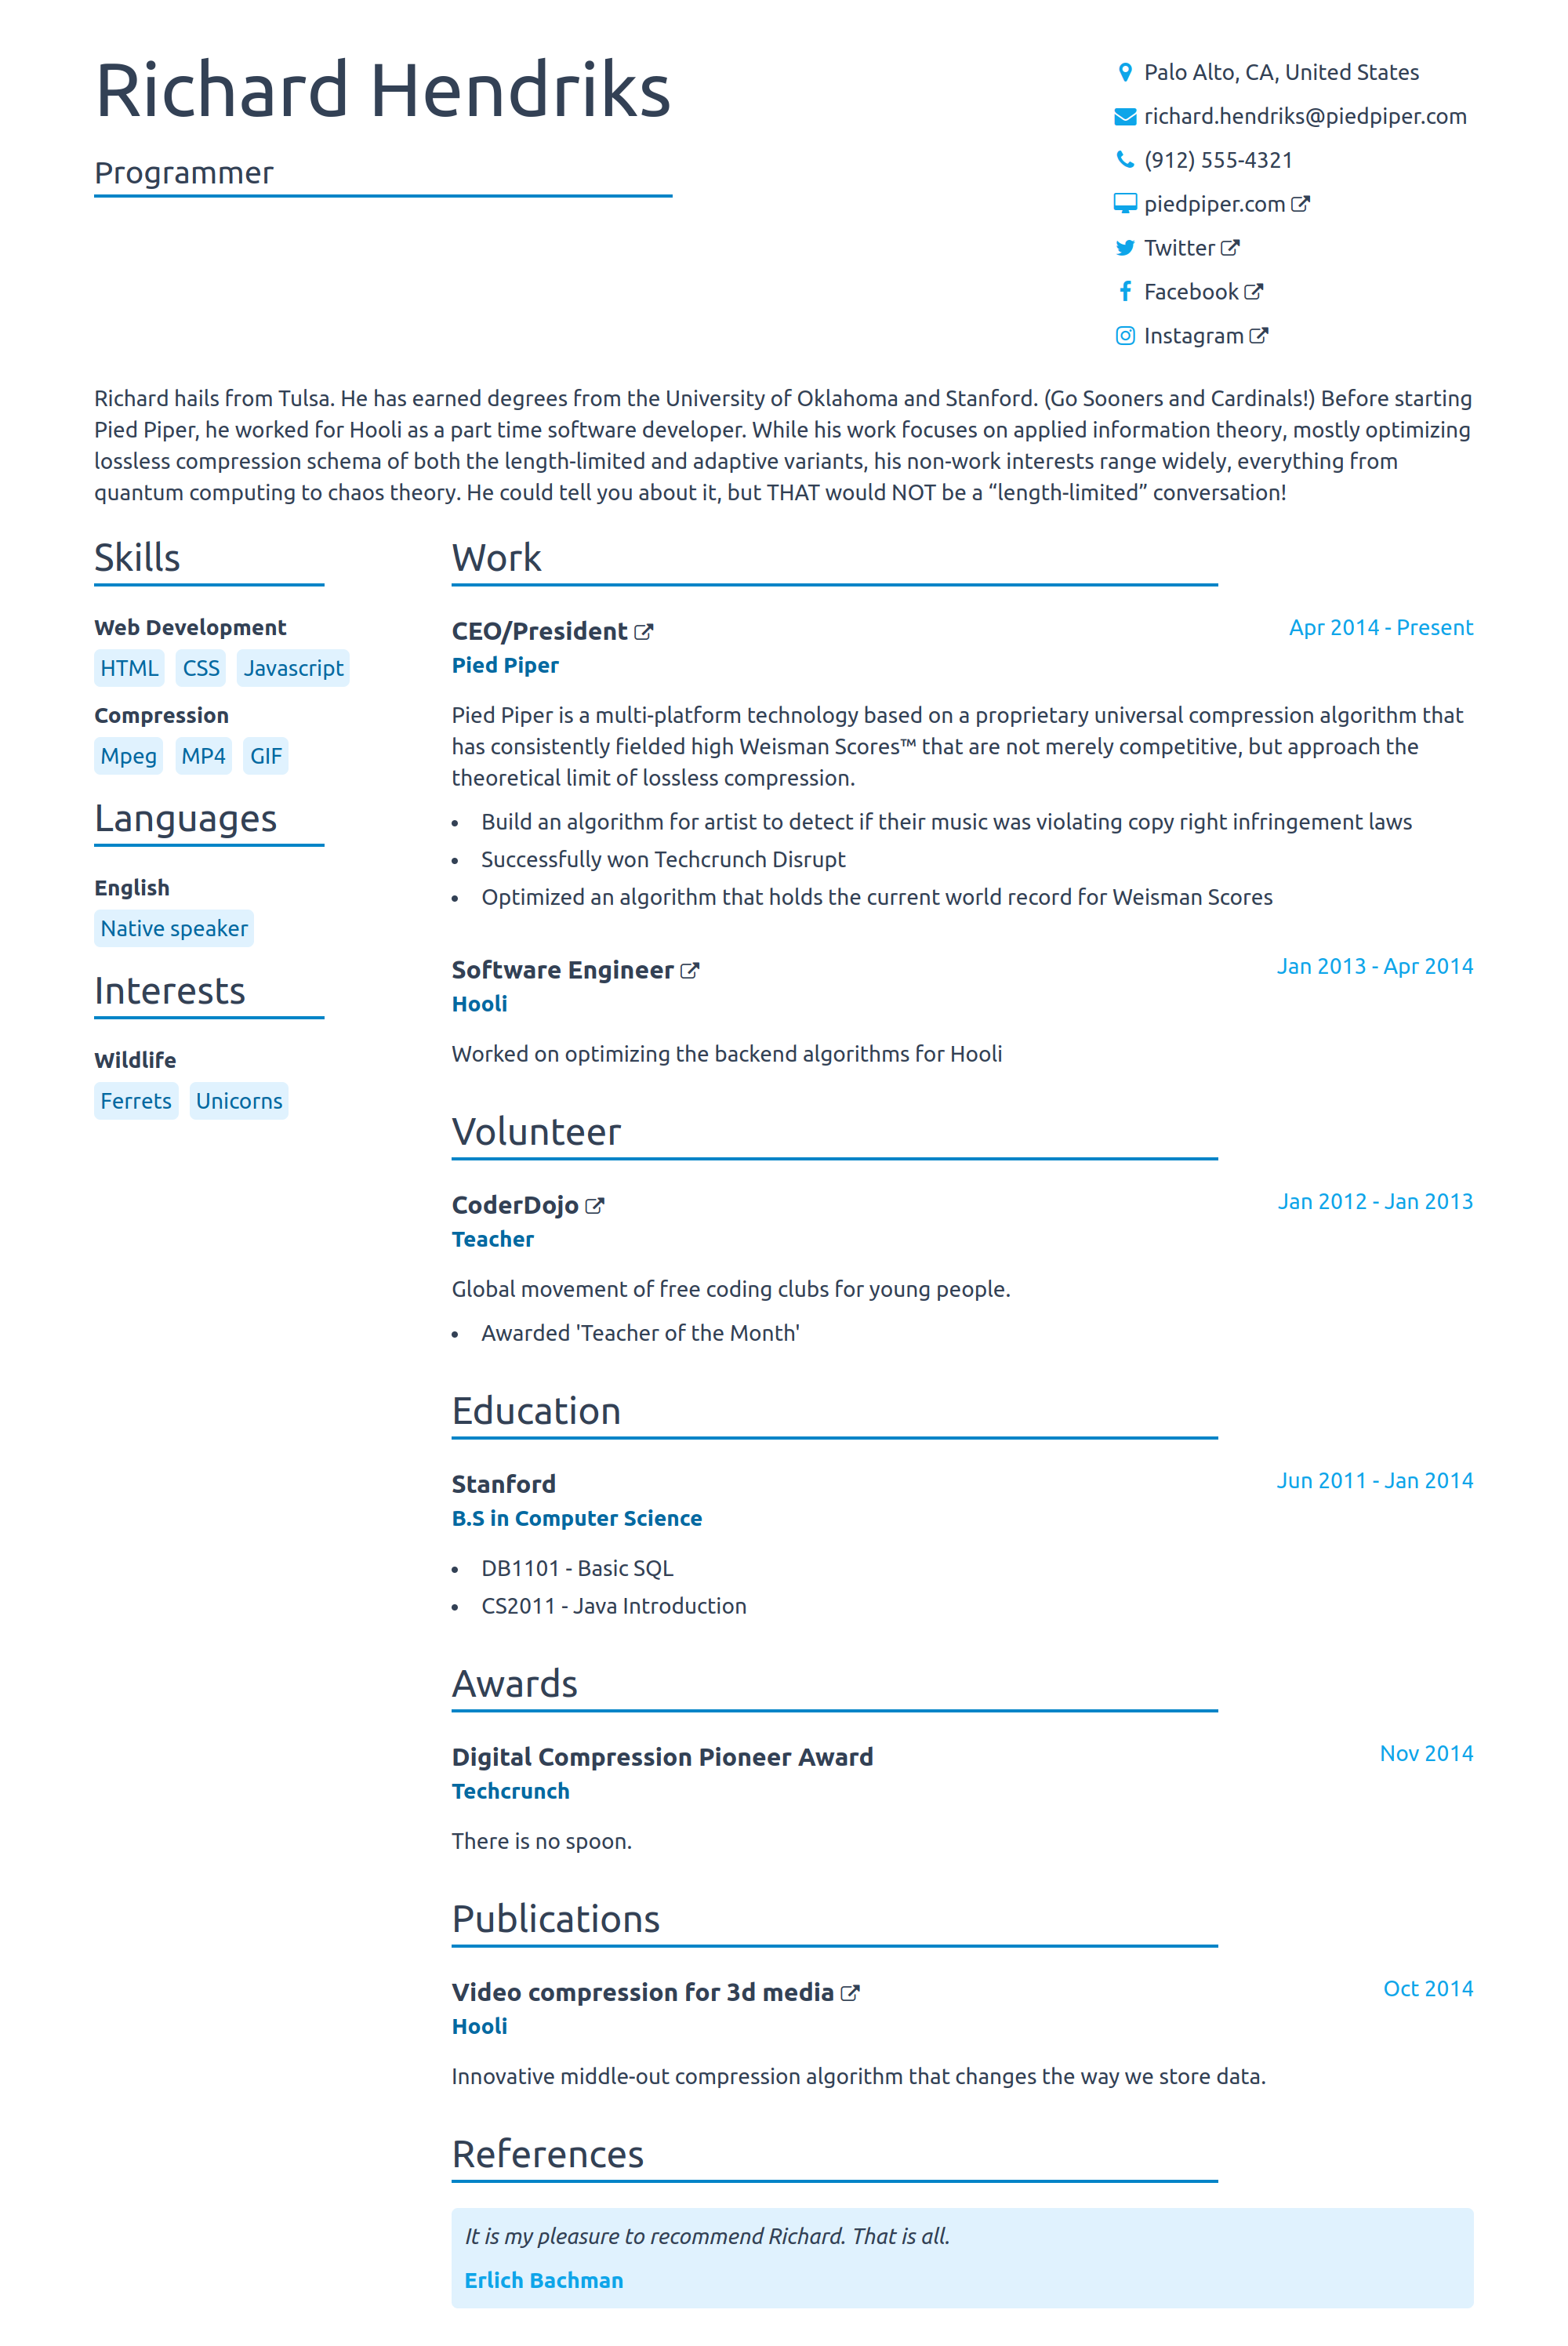 Richard Hendriks
Programmer
Palo Alto, CA, United States
richard.hendriks@piedpiper.com
(912) 555-4321
piedpiper.com
Twitter
Facebook
Instagram
Richard hails from Tulsa. He has earned degrees from the University of Oklahoma and Stanford. (Go Sooners and Cardinals!) Before starting
Pied Piper, he worked for Hooli as a part time software developer. While his work focuses on applied information theory, mostly optimizing
lossless compression schema of both the length-limited and adaptive variants, his non-work interests range widely, everything from
quantum computing to chaos theory. He could tell you about it, but THAT would NOT be a “length-limited” conversation!
Skills
Web Development
HTML CSS Javascript
Compression
Mpeg MP4 GIF
Languages
English
Native speaker
Interests
Wildlife
Ferrets Unicorns
Work
CEO/President Apr 2014 - Present
Pied Piper
Pied Piper is a multi-platform technology based on a proprietary universal compression algorithm that
has consistently fielded high Weisman Scores™ that are not merely competitive, but approach the
theoretical limit of lossless compression.
• Build an algorithm for artist to detect if their music was violating copy right infringement laws
• Successfully won Techcrunch Disrupt
• Optimized an algorithm that holds the current world record for Weisman Scores
Software Engineer Jan 2013 - Apr 2014
Hooli
Worked on optimizing the backend algorithms for Hooli
Volunteer
CoderDojo Jan 2012 - Jan 2013
Teacher
Global movement of free coding clubs for young people.
• Awarded 'Teacher of the Month'
Education
Stanford Jun 2011 - Jan 2014
B.S in Computer Science
• DB1101 - Basic SQL
• CS2011 - Java Introduction
Awards
Digital Compression Pioneer Award Nov 2014
Techcrunch
There is no spoon.
Publications
Video compression for 3d media Oct 2014
Hooli
Innovative middle-out compression algorithm that changes the way we store data.
References
It is my pleasure to recommend Richard. That is all.
Erlich Bachman